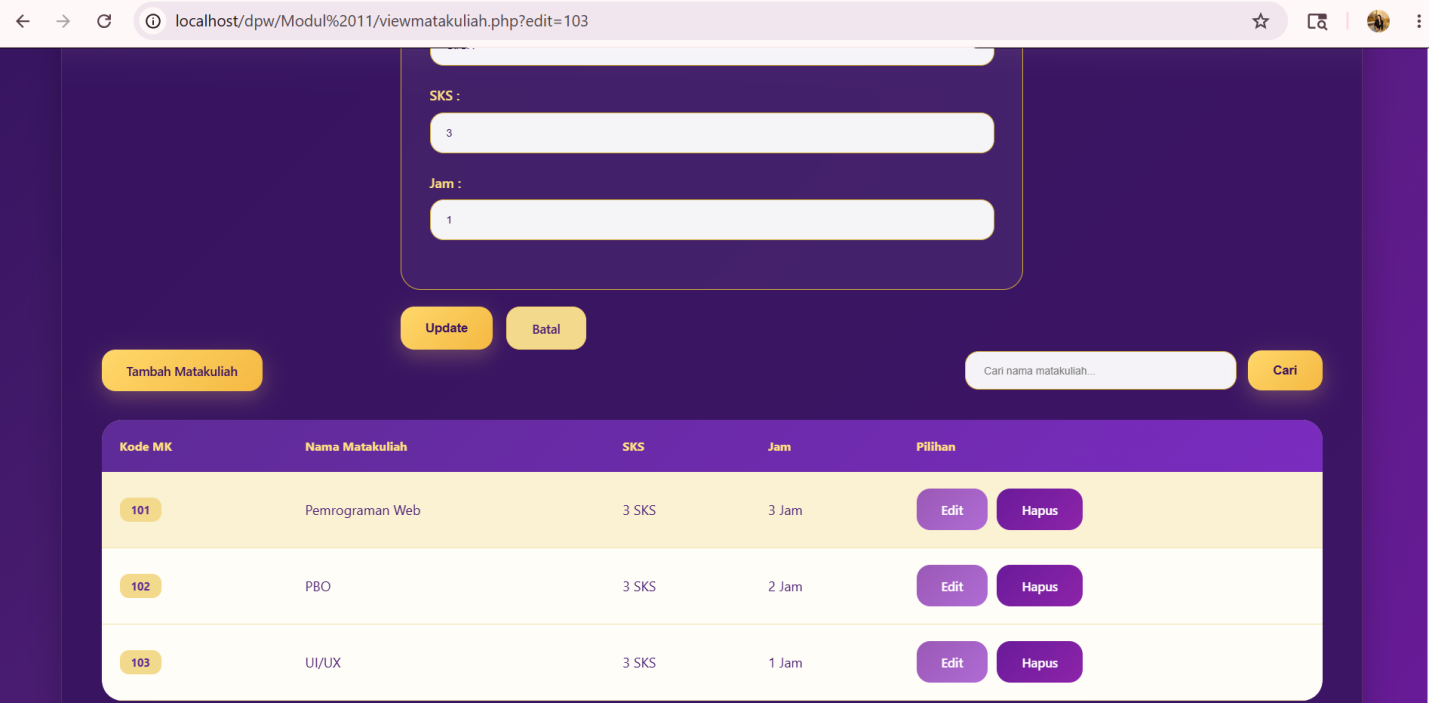 localhost/dpw/Modul%2011/viewmatakuliah.php?edit=103
SKS :
3
Jam :
1
Update Batal
Tambah Matakuliah Cari nama matakuliah... Cari
Kode MK Nama Matakuliah SKS Jam Pilihan
101 Pemrograman Web 3 SKS 3 Jam Edit Hapus
102 PBO 3 SKS 2 Jam Edit Hapus
103 UI/UX 3 SKS 1 Jam Edit Hapus